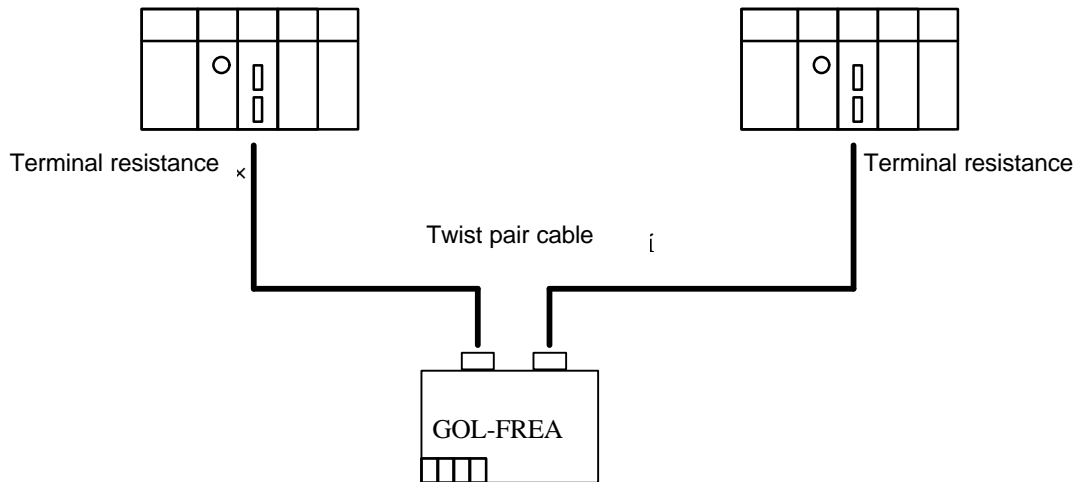 Terminal resistance ×
Terminal resistance
Twist pair cable í
GOL-FREA